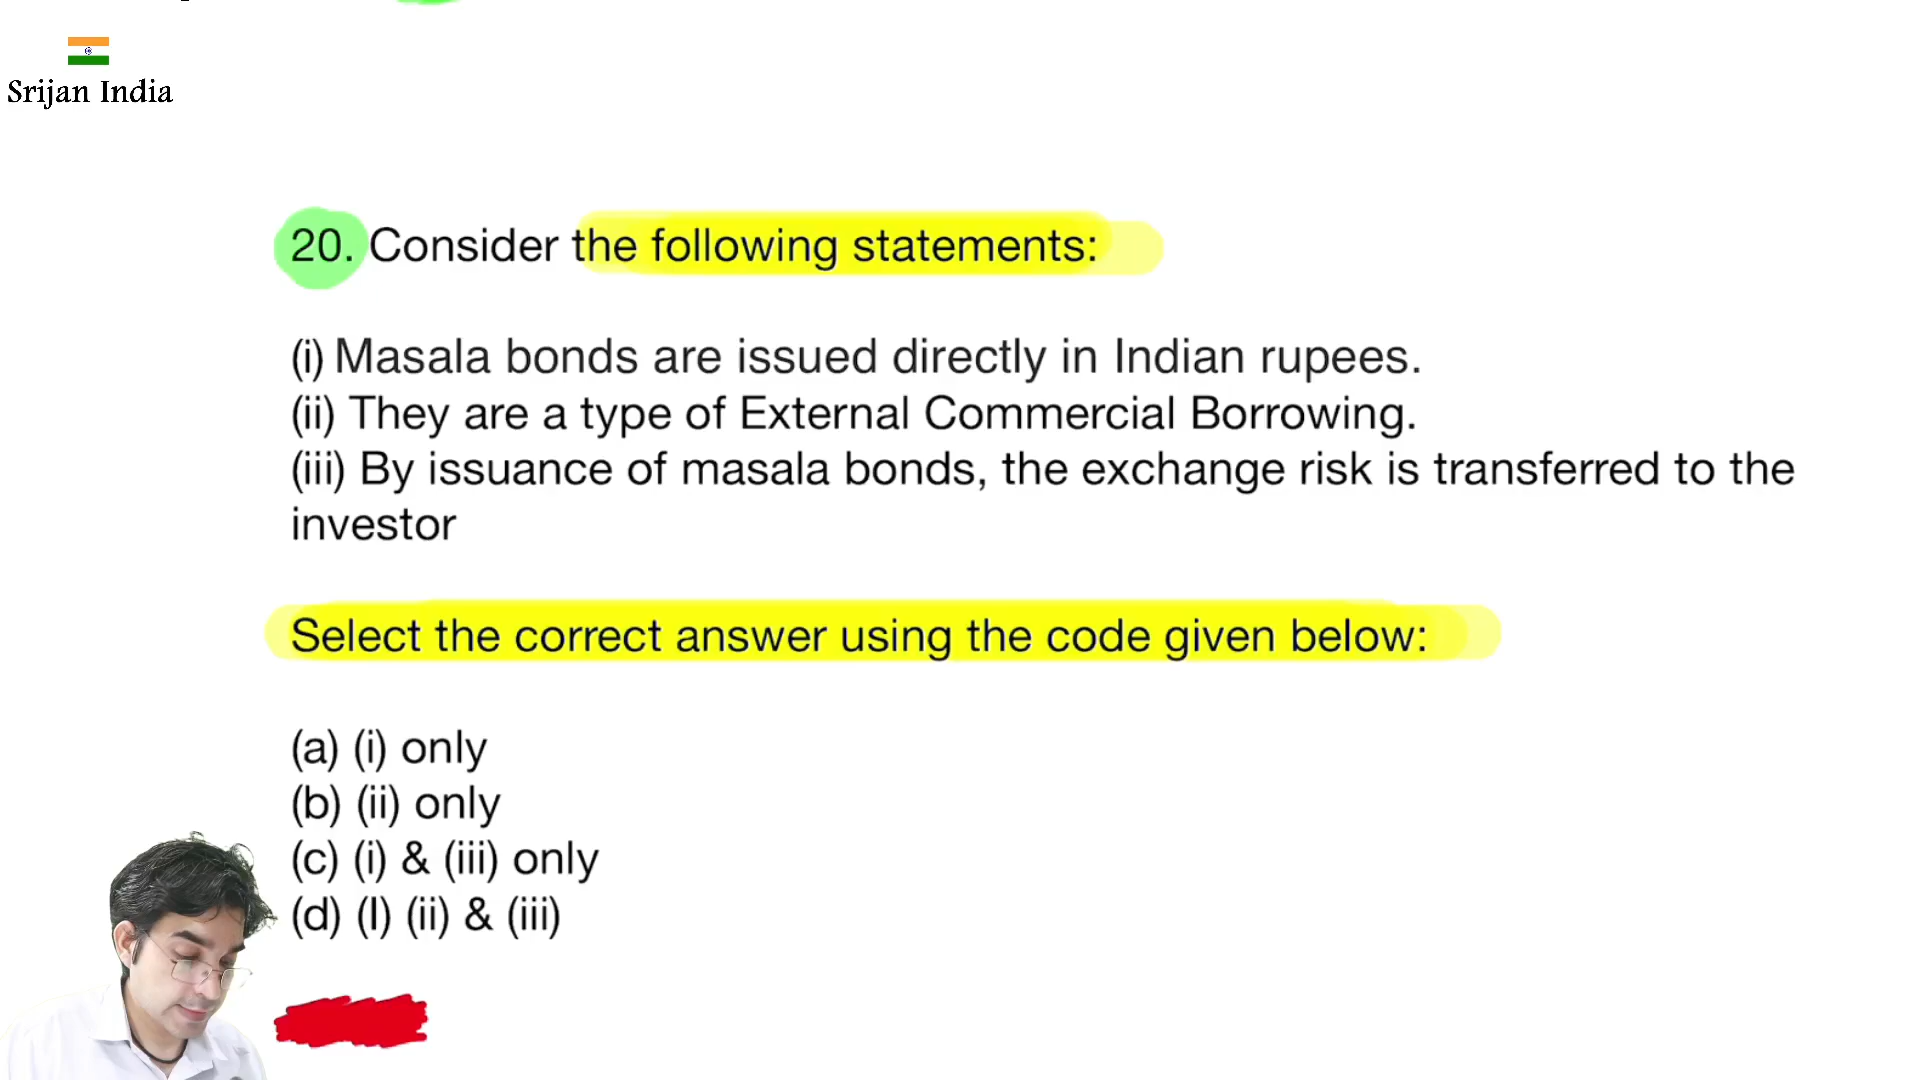 Srijan India
20. Consider the following statements:
(i) Masala bonds are issued directly in Indian rupees.
(ii) They are a type of External Commercial Borrowing.
(iii) By issuance of masala bonds, the exchange risk is transferred to the
investor
Select the correct answer using the code given below:
(a) (i) only
(b) (ii) only
(c) (i) & (iii) only
(d) (I) (ii) & (iii)